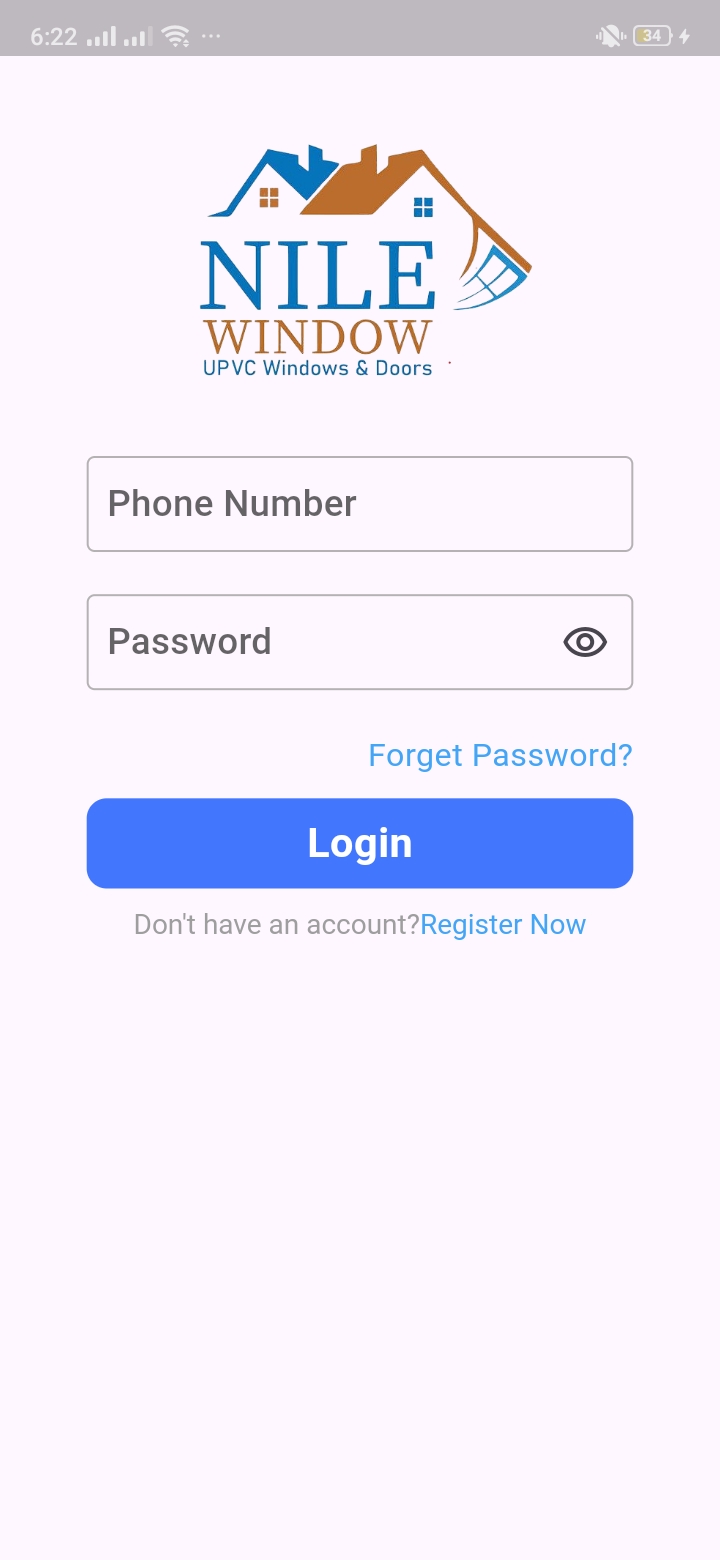 6:22 ... 34
NILE
WINDOW
UPVC Windows & Doors
Phone Number
Password
Forget Password?
Login
Don't have an account?Register Now